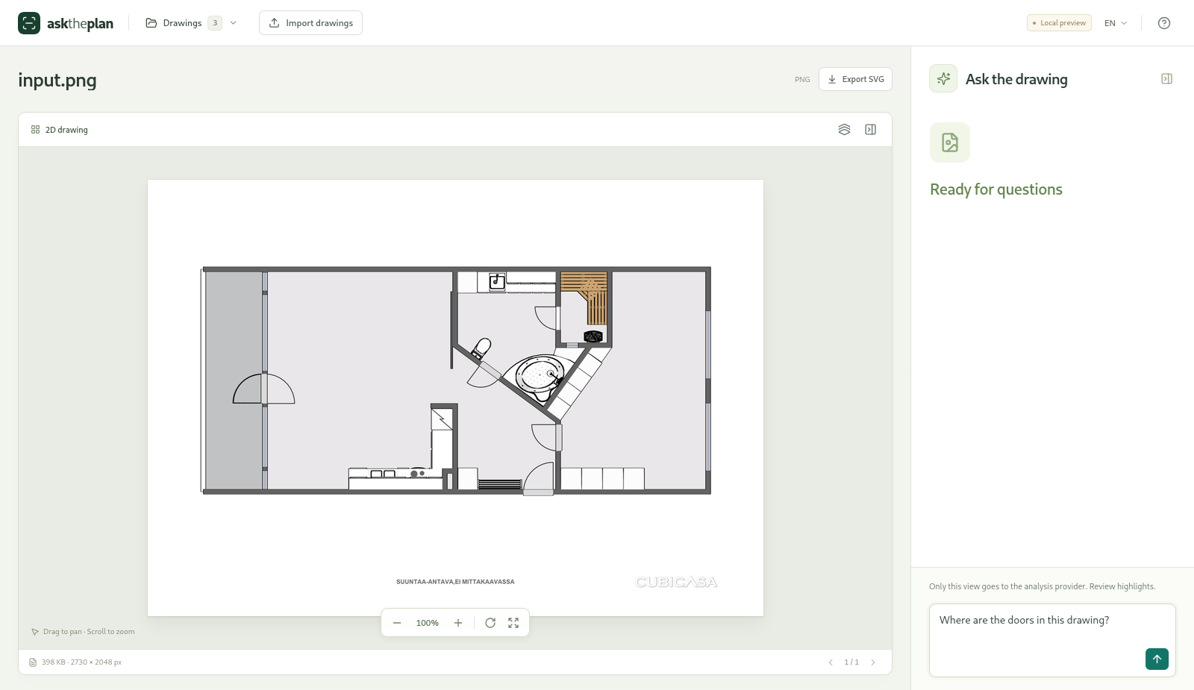 asktheplan
Drawings 3
Import drawings
Local preview
EN
input.png
PNG
Export SVG
2D drawing
SUUNTAA-ANTAVA,EI MITTAKAAVASSA
CUBICASA
100%
Drag to pan · Scroll to zoom
398 KB · 2730 × 2048 px
1 / 1
Ask the drawing
Ready for questions
Only this view goes to the analysis provider. Review highlights.
Where are the doors in this drawing?